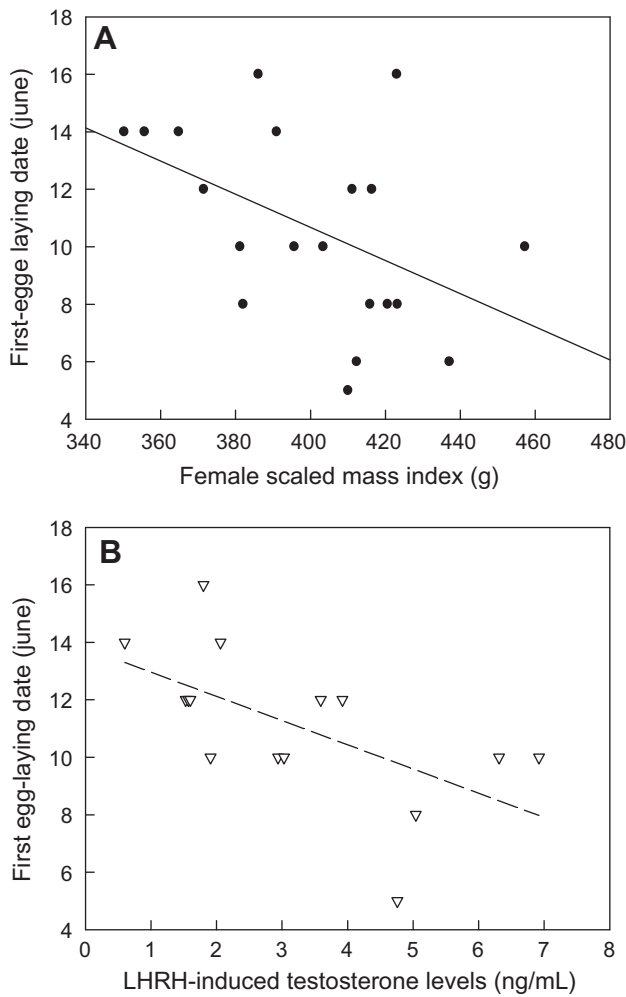 A
First-egge laying date (june)
18
16
14
12
10
8
6
4
340 360 380 400 420 440 460 480
Female scaled mass index (g)
B
First egg-laying date (june)
18
16
14
12
10
8
6
4
0 1 2 3 4 5 6 7 8
LHRH-induced testosterone levels (ng/mL)